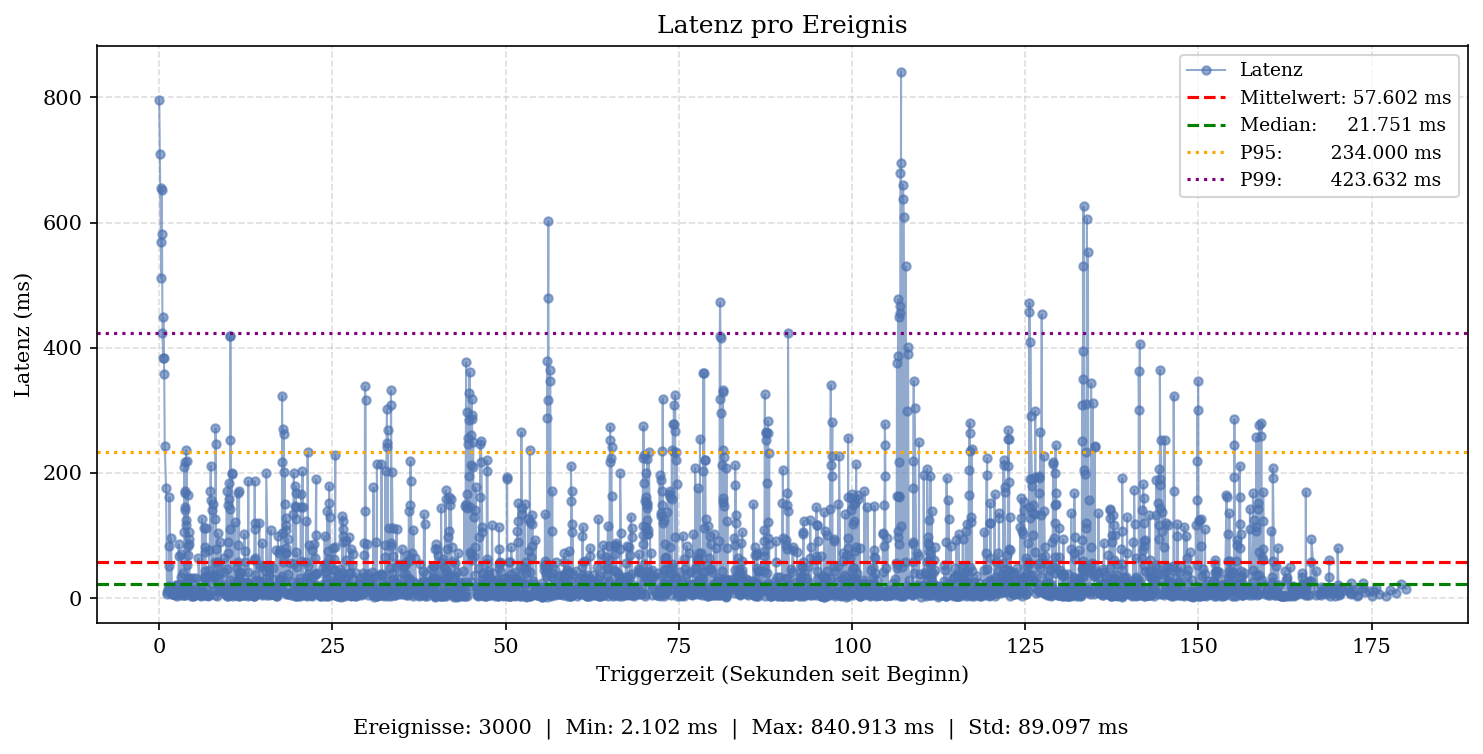 Latenz pro Ereignis
Latenz (ms)
800
600
400
200
0
Latenz
Mittelwert: 57.602 ms
Median: 21.751 ms
P95: 234.000 ms
P99: 423.632 ms
0 25 50 75 100 125 150 175
Triggerzeit (Sekunden seit Beginn)
Ereignisse: 3000 | Min: 2.102 ms | Max: 840.913 ms | Std: 89.097 ms